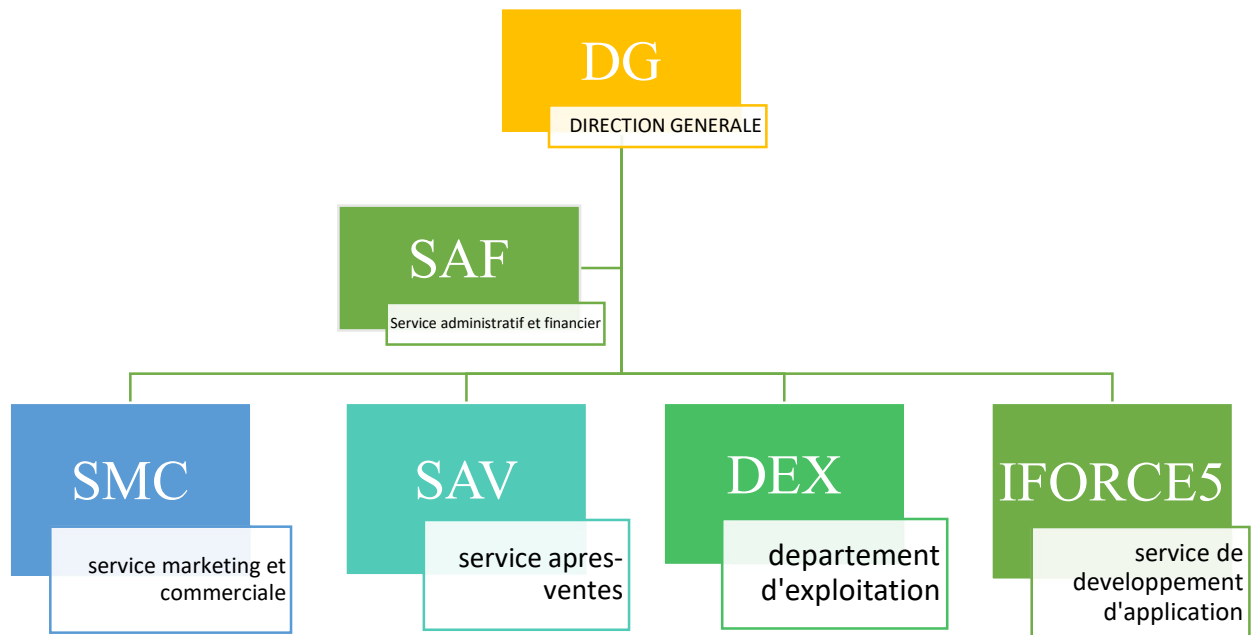 DG
DIRECTION GENERALE
SAF
Service administratif et financier
SMC
service marketing et
commerciale
SAV
service apres-
ventes
DEX
departement
d'exploitation
IFORCE5
service de
developpement
d'application